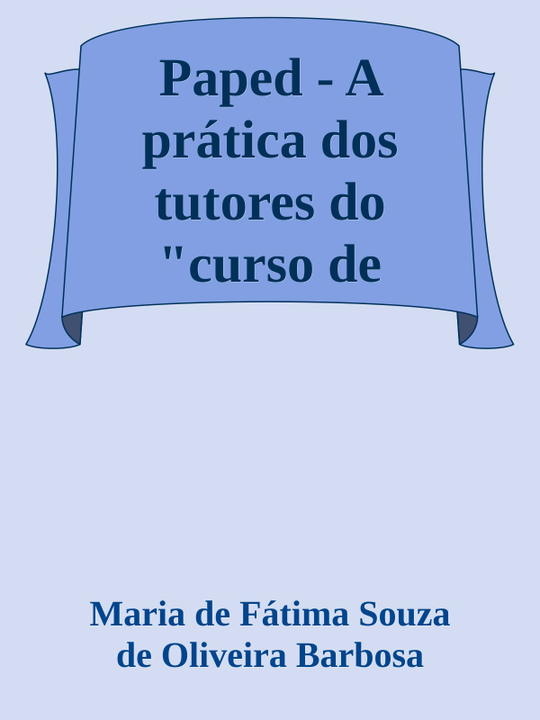 Paped - A
prática dos
tutores do
"curso de
Maria de Fátima Souza
de Oliveira Barbosa